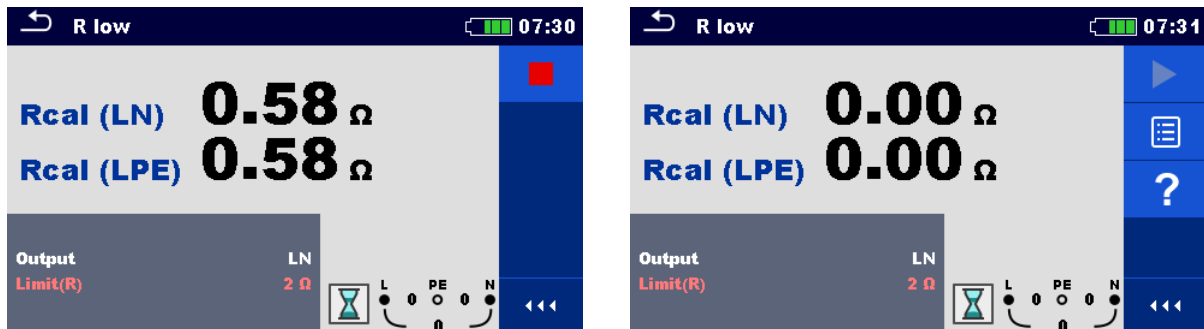 R low 07:30
Rcal (LN) 0.58 Ω
Rcal (LPE) 0.58 Ω
Output LN
Limit(R) 2 Ω
L PE N
0 0
0
R low 07:31
Rcal (LN) 0.00 Ω
Rcal (LPE) 0.00 Ω
?
Output LN
Limit(R) 2 Ω
L PE N
0 0
0